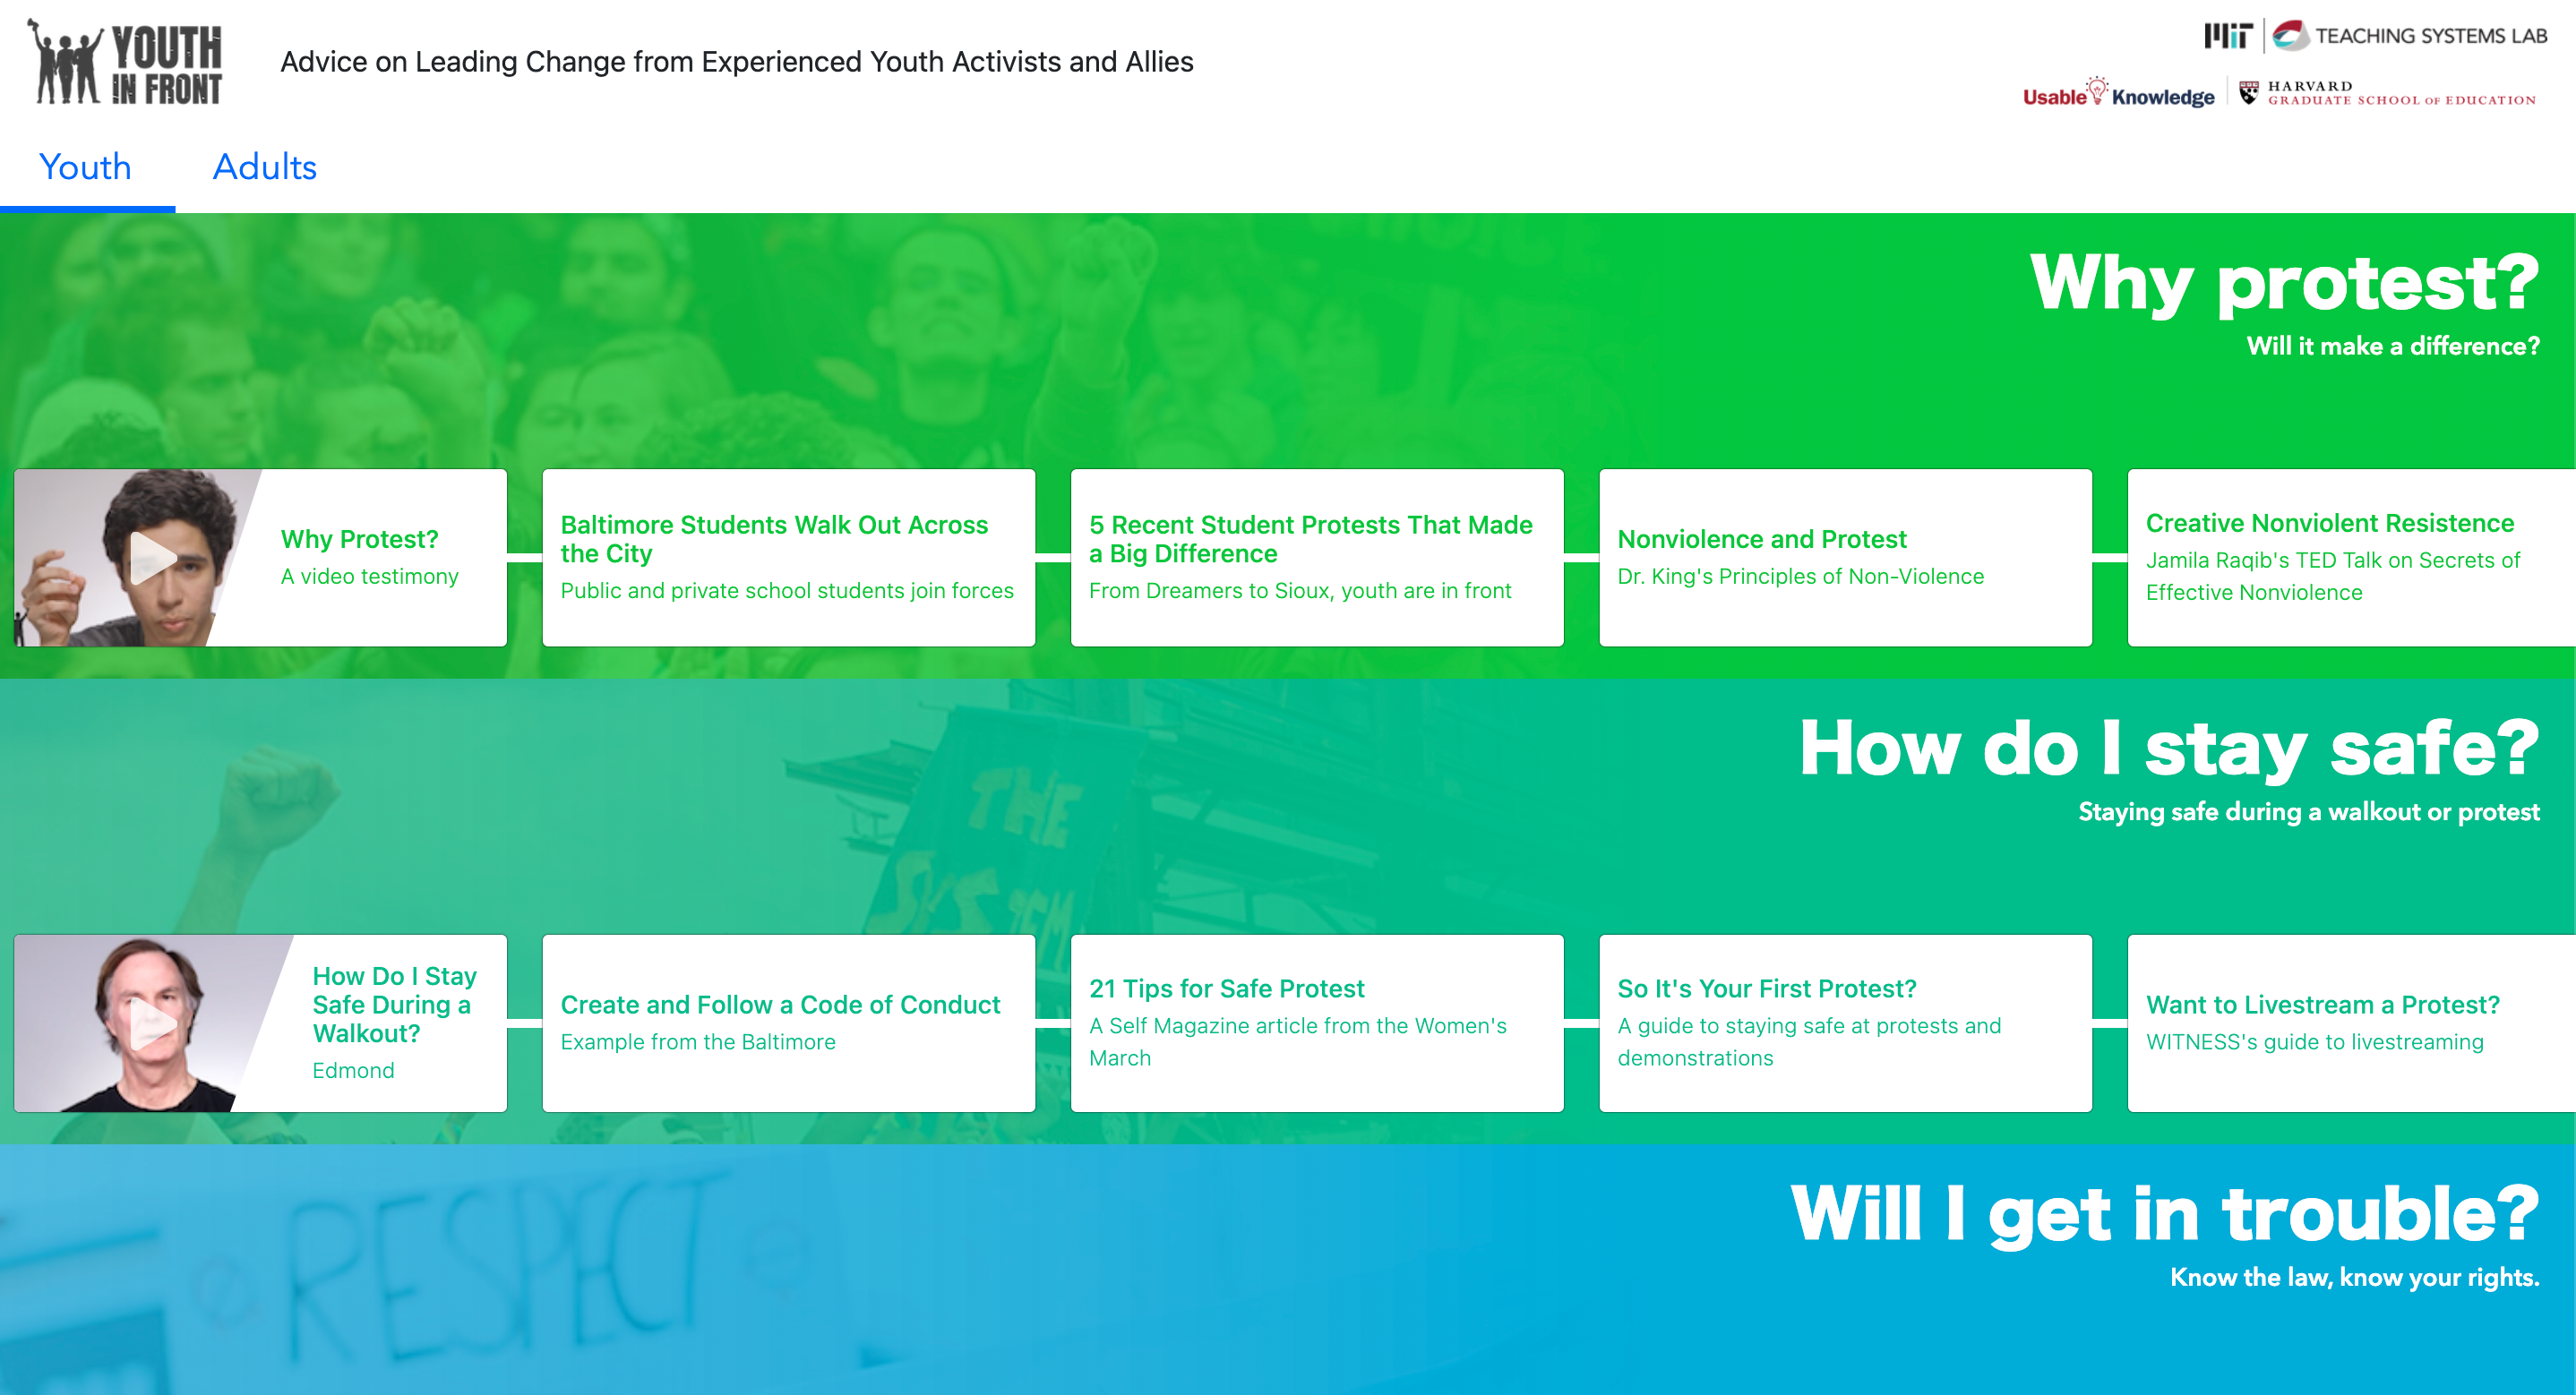 YOUTH
IN FRONT
Advice on Leading Change from Experienced Youth Activists and Allies
MIT
TEACHING SYSTEMS LAB
Usable Knowledge
HARVARD
GRADUATE SCHOOL OF EDUCATION
Youth
Adults
Why protest?
Will it make a difference?
Why Protest?
A video testimony
Baltimore Students Walk Out Across
the City
Public and private school students join forces
5 Recent Student Protests That Made
a Big Difference
From Dreamers to Sioux, youth are in front
Nonviolence and Protest
Dr. King's Principles of Non-Violence
Creative Nonviolent Resistence
Jamila Raqib's TED Talk on Secrets of
Effective Nonviolence
How do I stay safe?
Staying safe during a walkout or protest
THE
SYSTEM
How Do I Stay
Safe During a
Walkout?
Edmond
Create and Follow a Code of Conduct
Example from the Baltimore
21 Tips for Safe Protest
A Self Magazine article from the Women's
March
So It's Your First Protest?
A guide to staying safe at protests and
demonstrations
Want to Livestream a Protest?
WITNESS's guide to livestreaming
Will I get in trouble?
Know the law, know your rights.
RESPECT